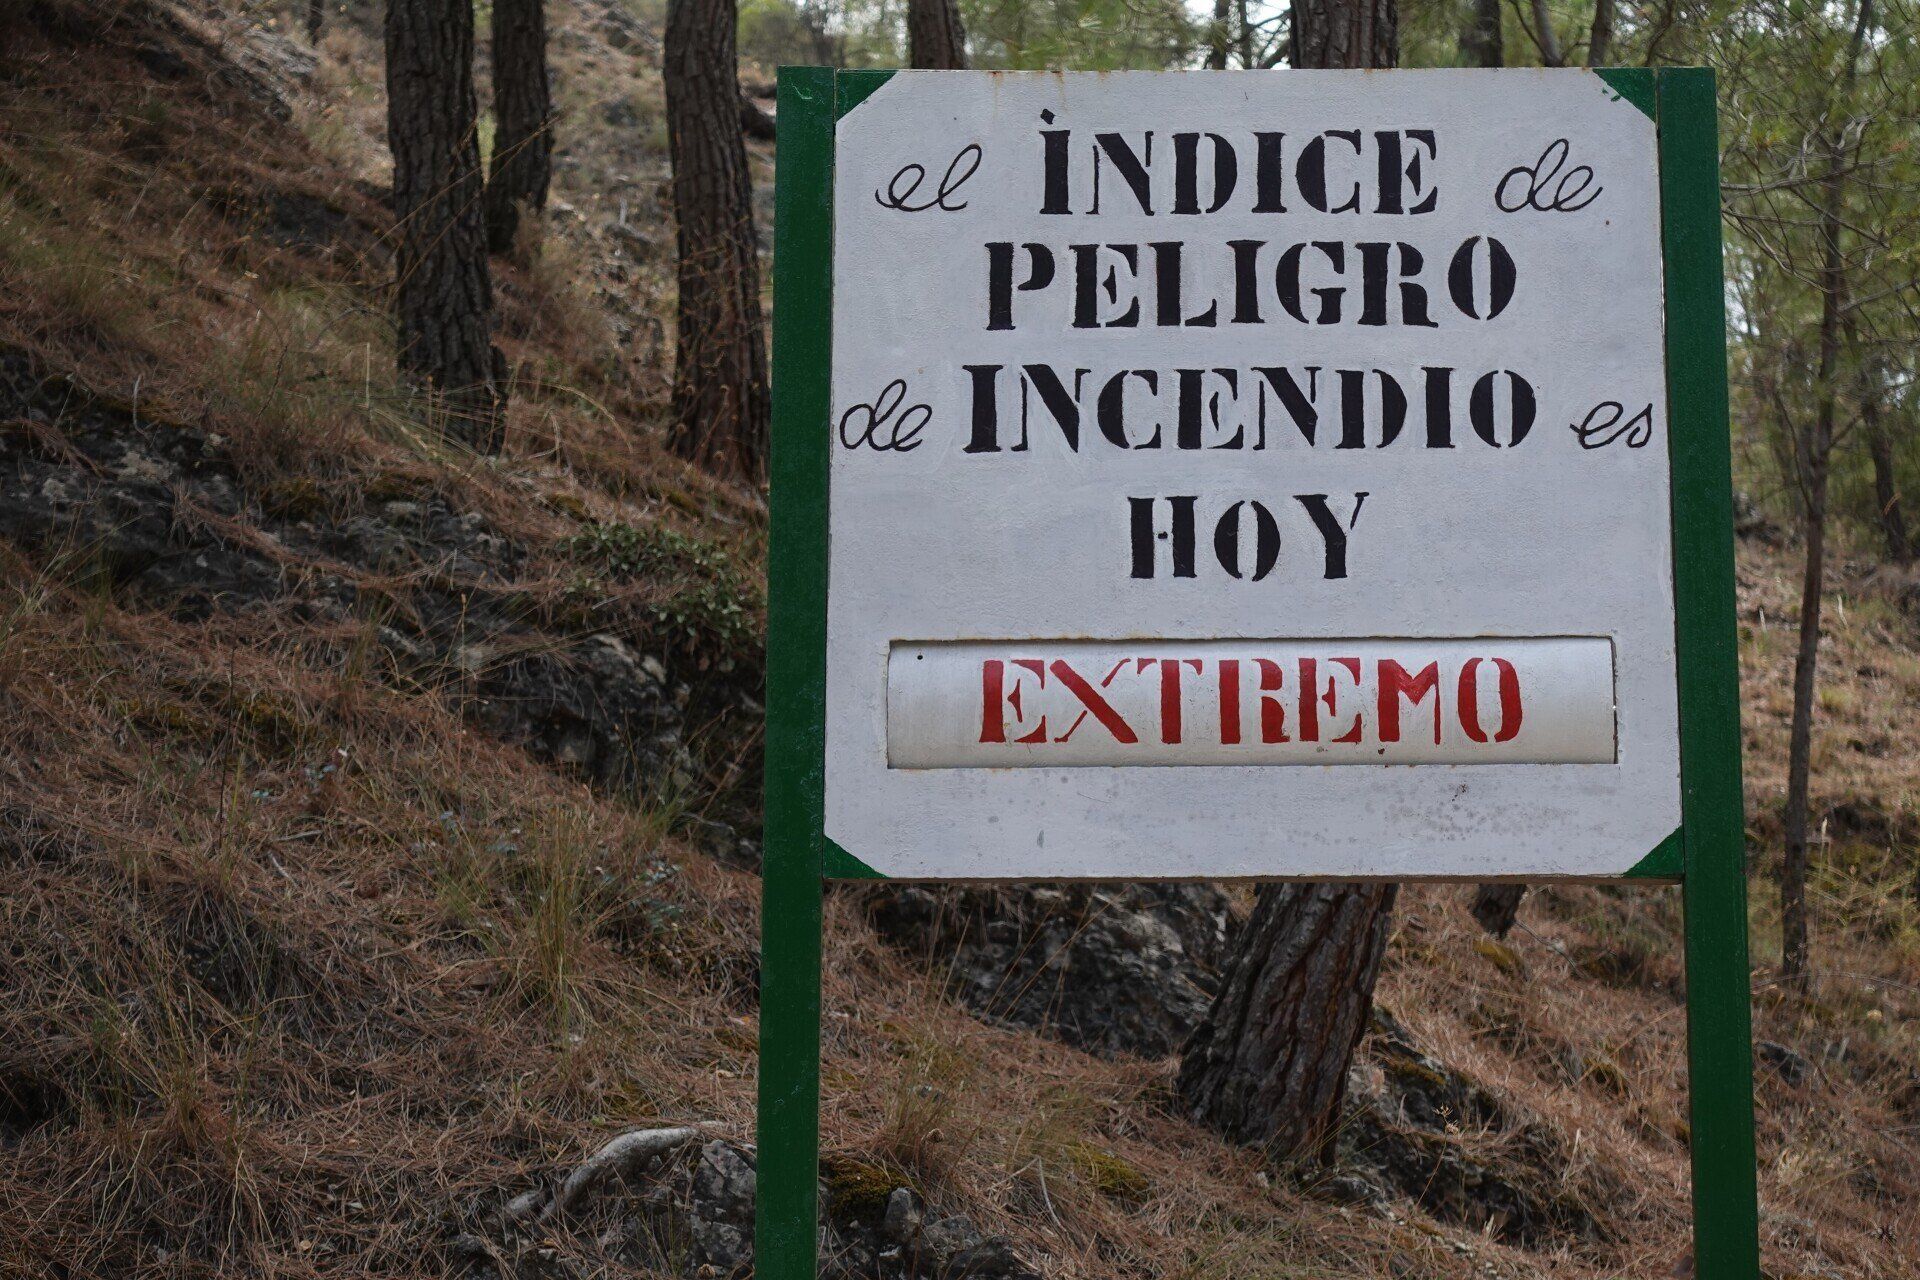 el ÍNDICE de
PELIGRO
de INCENDIO es
HOY
EXTREMO